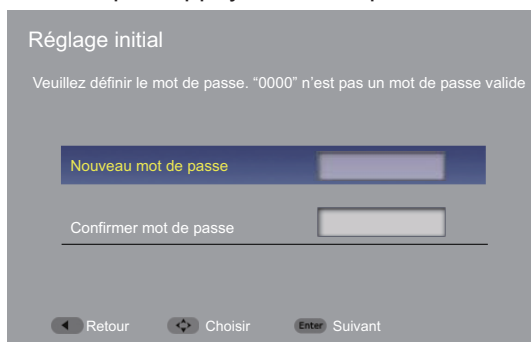 Réglage initial
Veuillez définir le mot de passe. “0000” n’est pas un mot de passe valide
Nouveau mot de passe
Confirmer mot de passe
Retour Choisir Enter Suivant